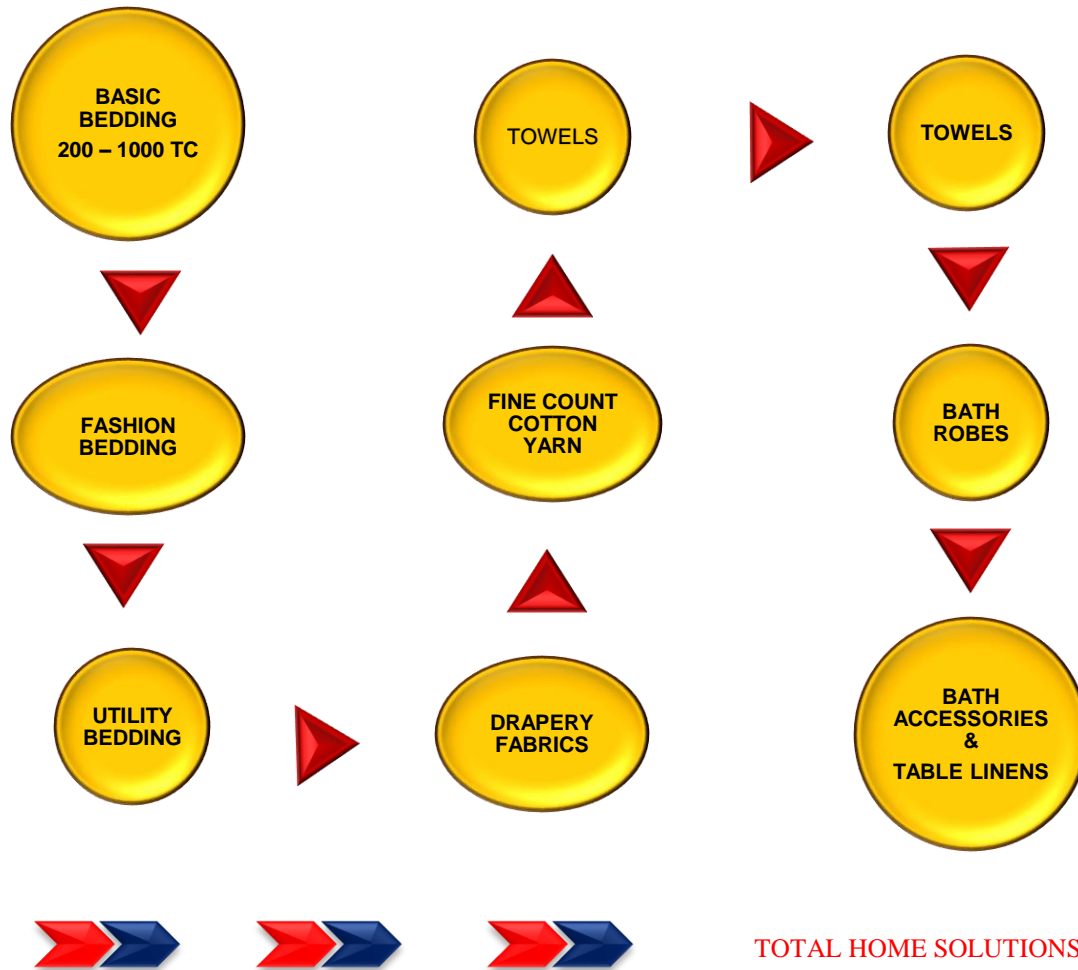 BASIC
BEDDING
200 – 1000 TC
FASHION
BEDDING
UTILITY
BEDDING
DRAPERY
FABRICS
FINE COUNT
COTTON
YARN
TOWELS
TOWELS
BATH
ROBES
BATH
ACCESSORIES
&
TABLE LINENS
TOTAL HOME SOLUTIONS